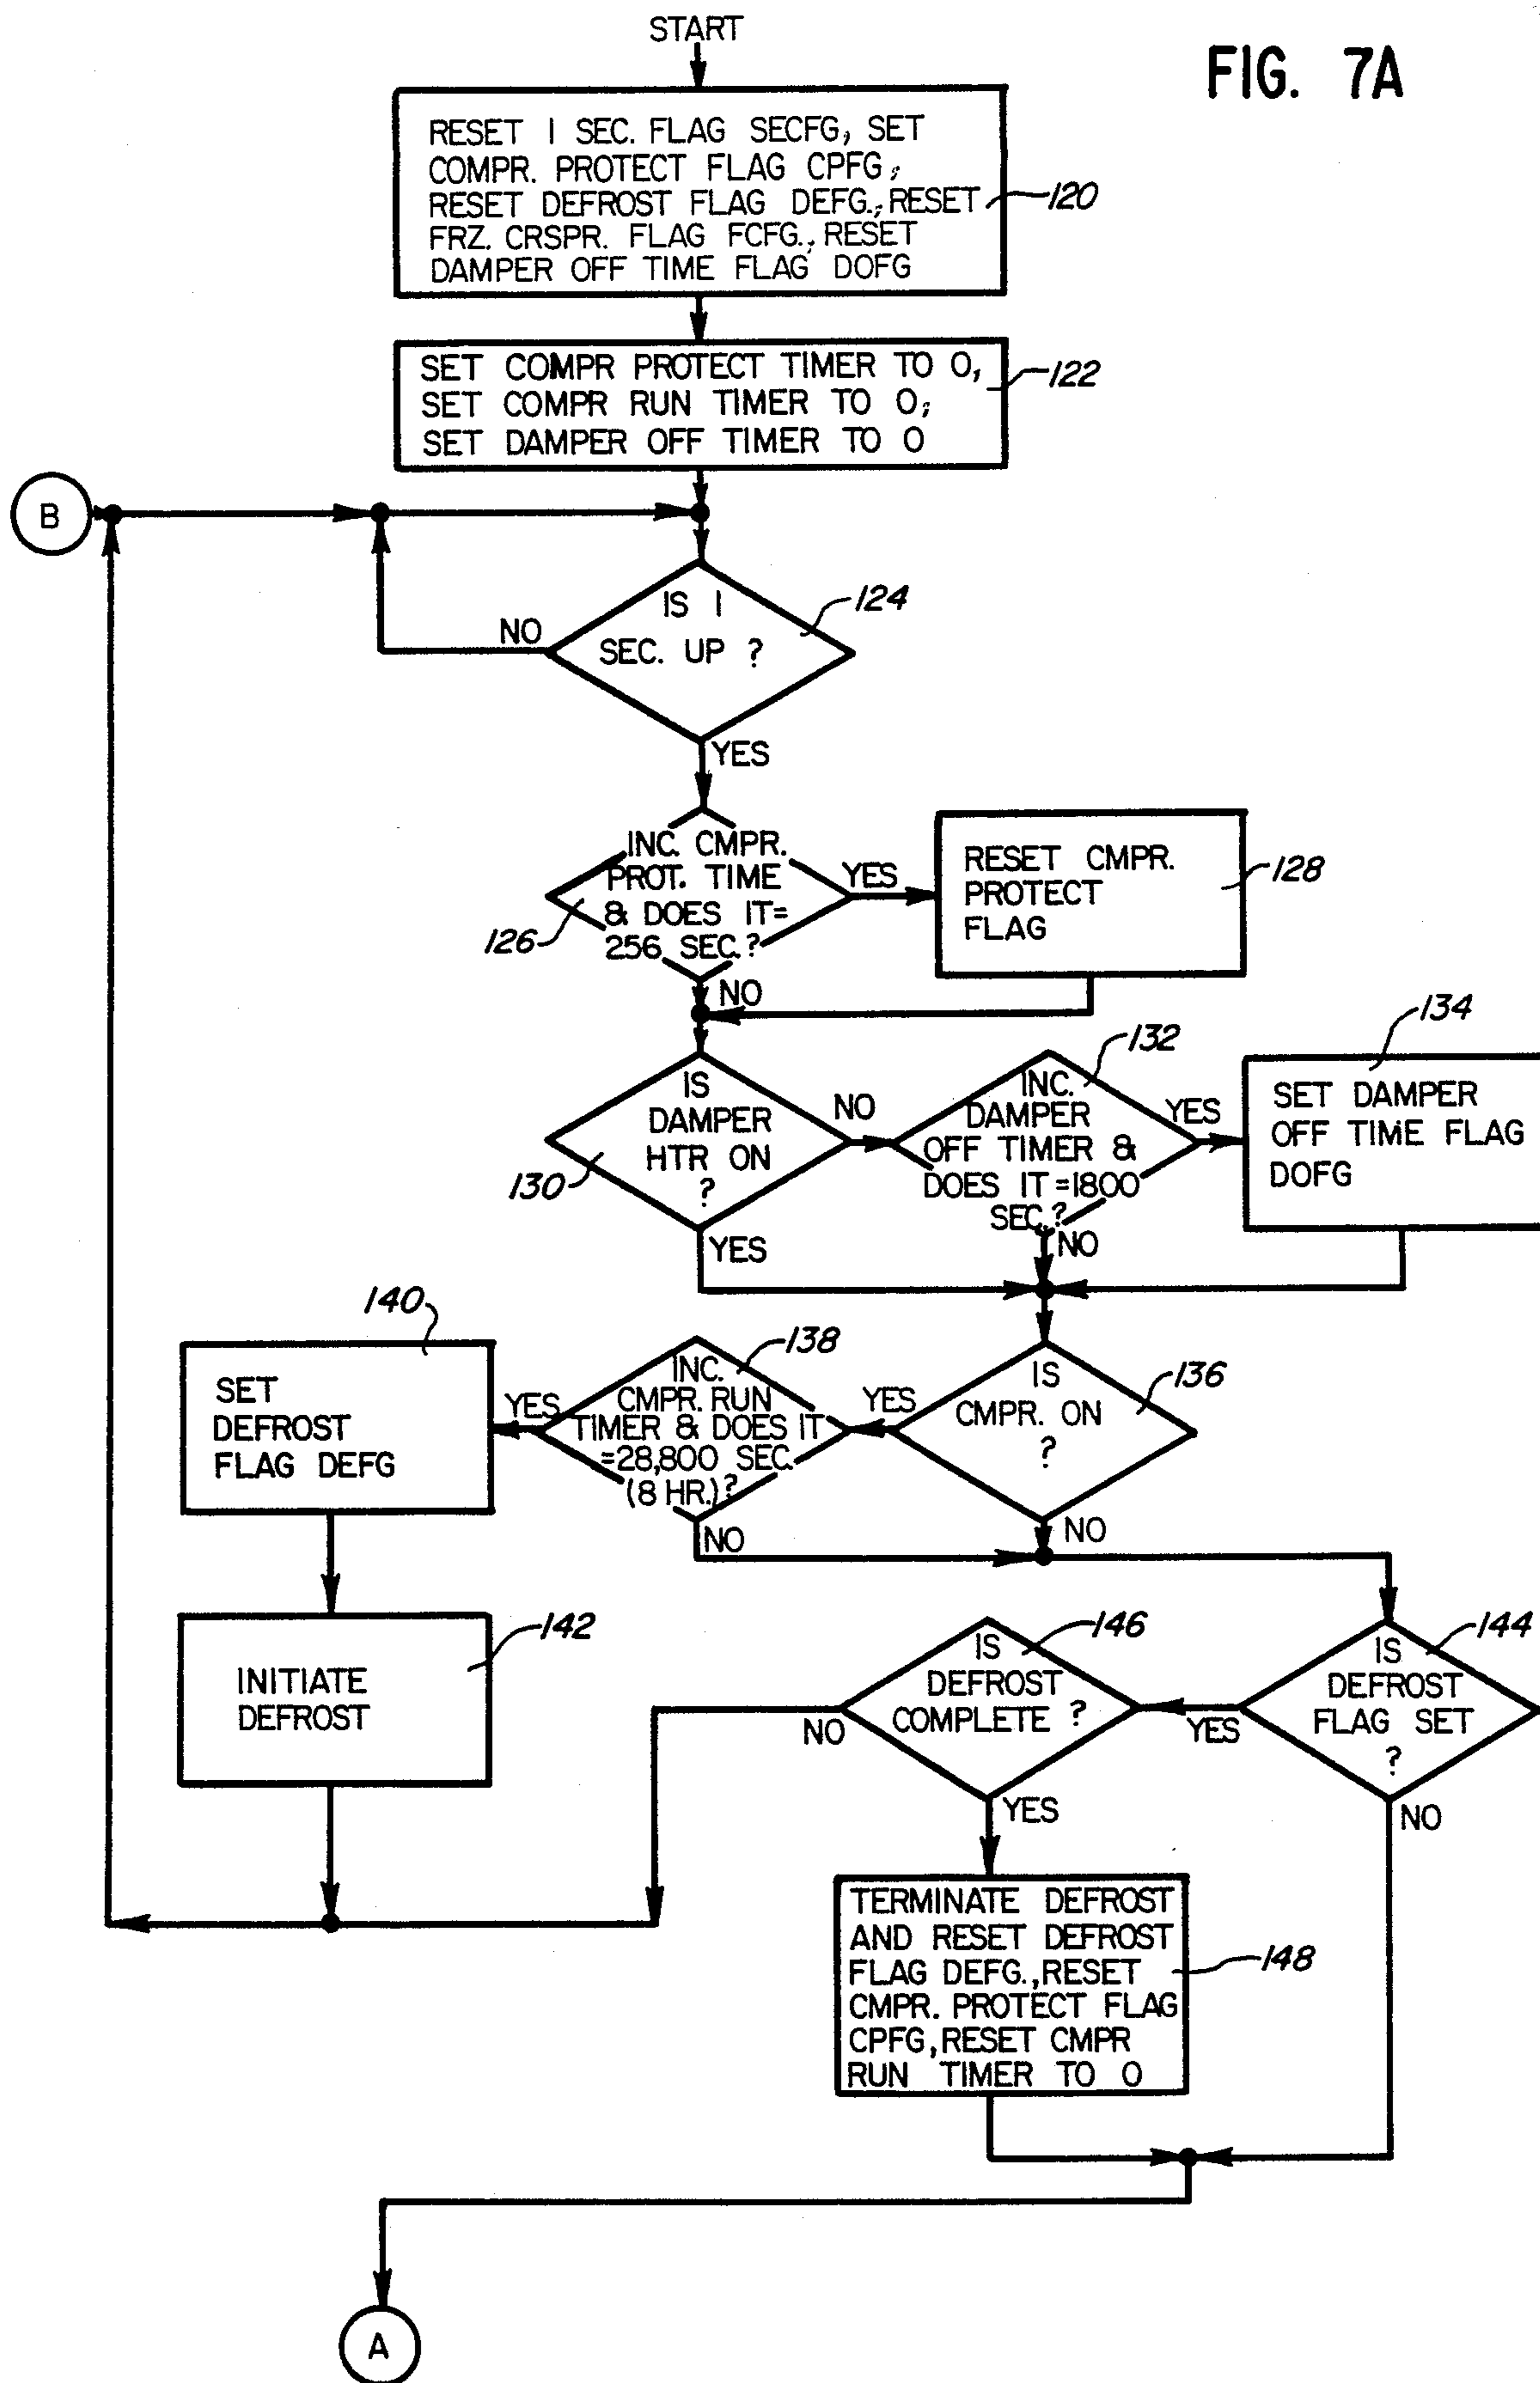 START
FIG. 7A
RESET 1 SEC. FLAG SECFG, SET
COMPR. PROTECT FLAG CPFG,
RESET DEFROST FLAG DEFG., RESET
FRZ. CRSPR. FLAG FCFG., RESET
DAMPER OFF TIME FLAG DOFG
120
SET COMPR PROTECT TIMER TO 0,
SET COMPR RUN TIMER TO 0,
SET DAMPER OFF TIMER TO 0
122
B
IS 1
SEC. UP ?
124
NO
YES
INC. CMPR.
PROT. TIME
& DOES IT=
256 SEC.?
126
YES
NO
RESET CMPR.
PROTECT
FLAG
128
IS
DAMPER
HTR ON
?
130
NO
YES
INC.
DAMPER
OFF TIMER &
DOES IT =1800
SEC.?
132
YES
NO
SET DAMPER
OFF TIME FLAG
DOFG
134
IS
CMPR. ON
?
136
YES
NO
INC.
CMPR. RUN
TIMER & DOES IT
=28,800 SEC.
(8 HR.)?
138
YES
NO
SET
DEFROST
FLAG DEFG
140
INITIATE
DEFROST
142
IS
DEFROST
FLAG SET
?
144
YES
NO
IS
DEFROST
COMPLETE ?
146
NO
YES
TERMINATE DEFROST
AND RESET DEFROST
FLAG DEFG., RESET
CMPR. PROTECT FLAG
CPFG, RESET CMPR
RUN TIMER TO 0
148
A